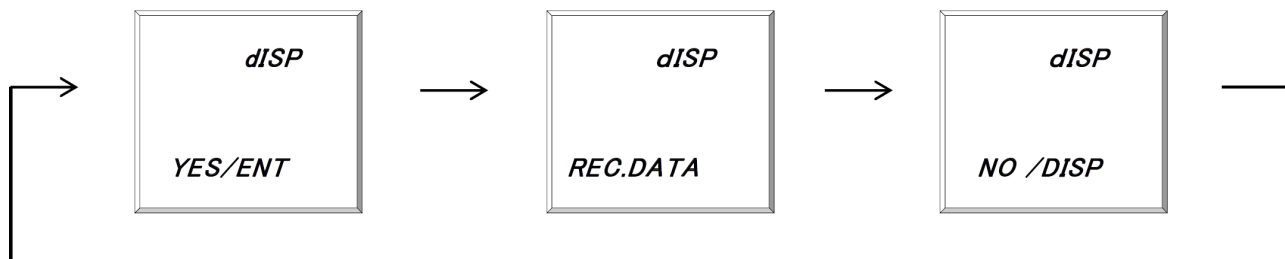 dISP
YES/ENT
dISP
REC.DATA
dISP
NO /DISP